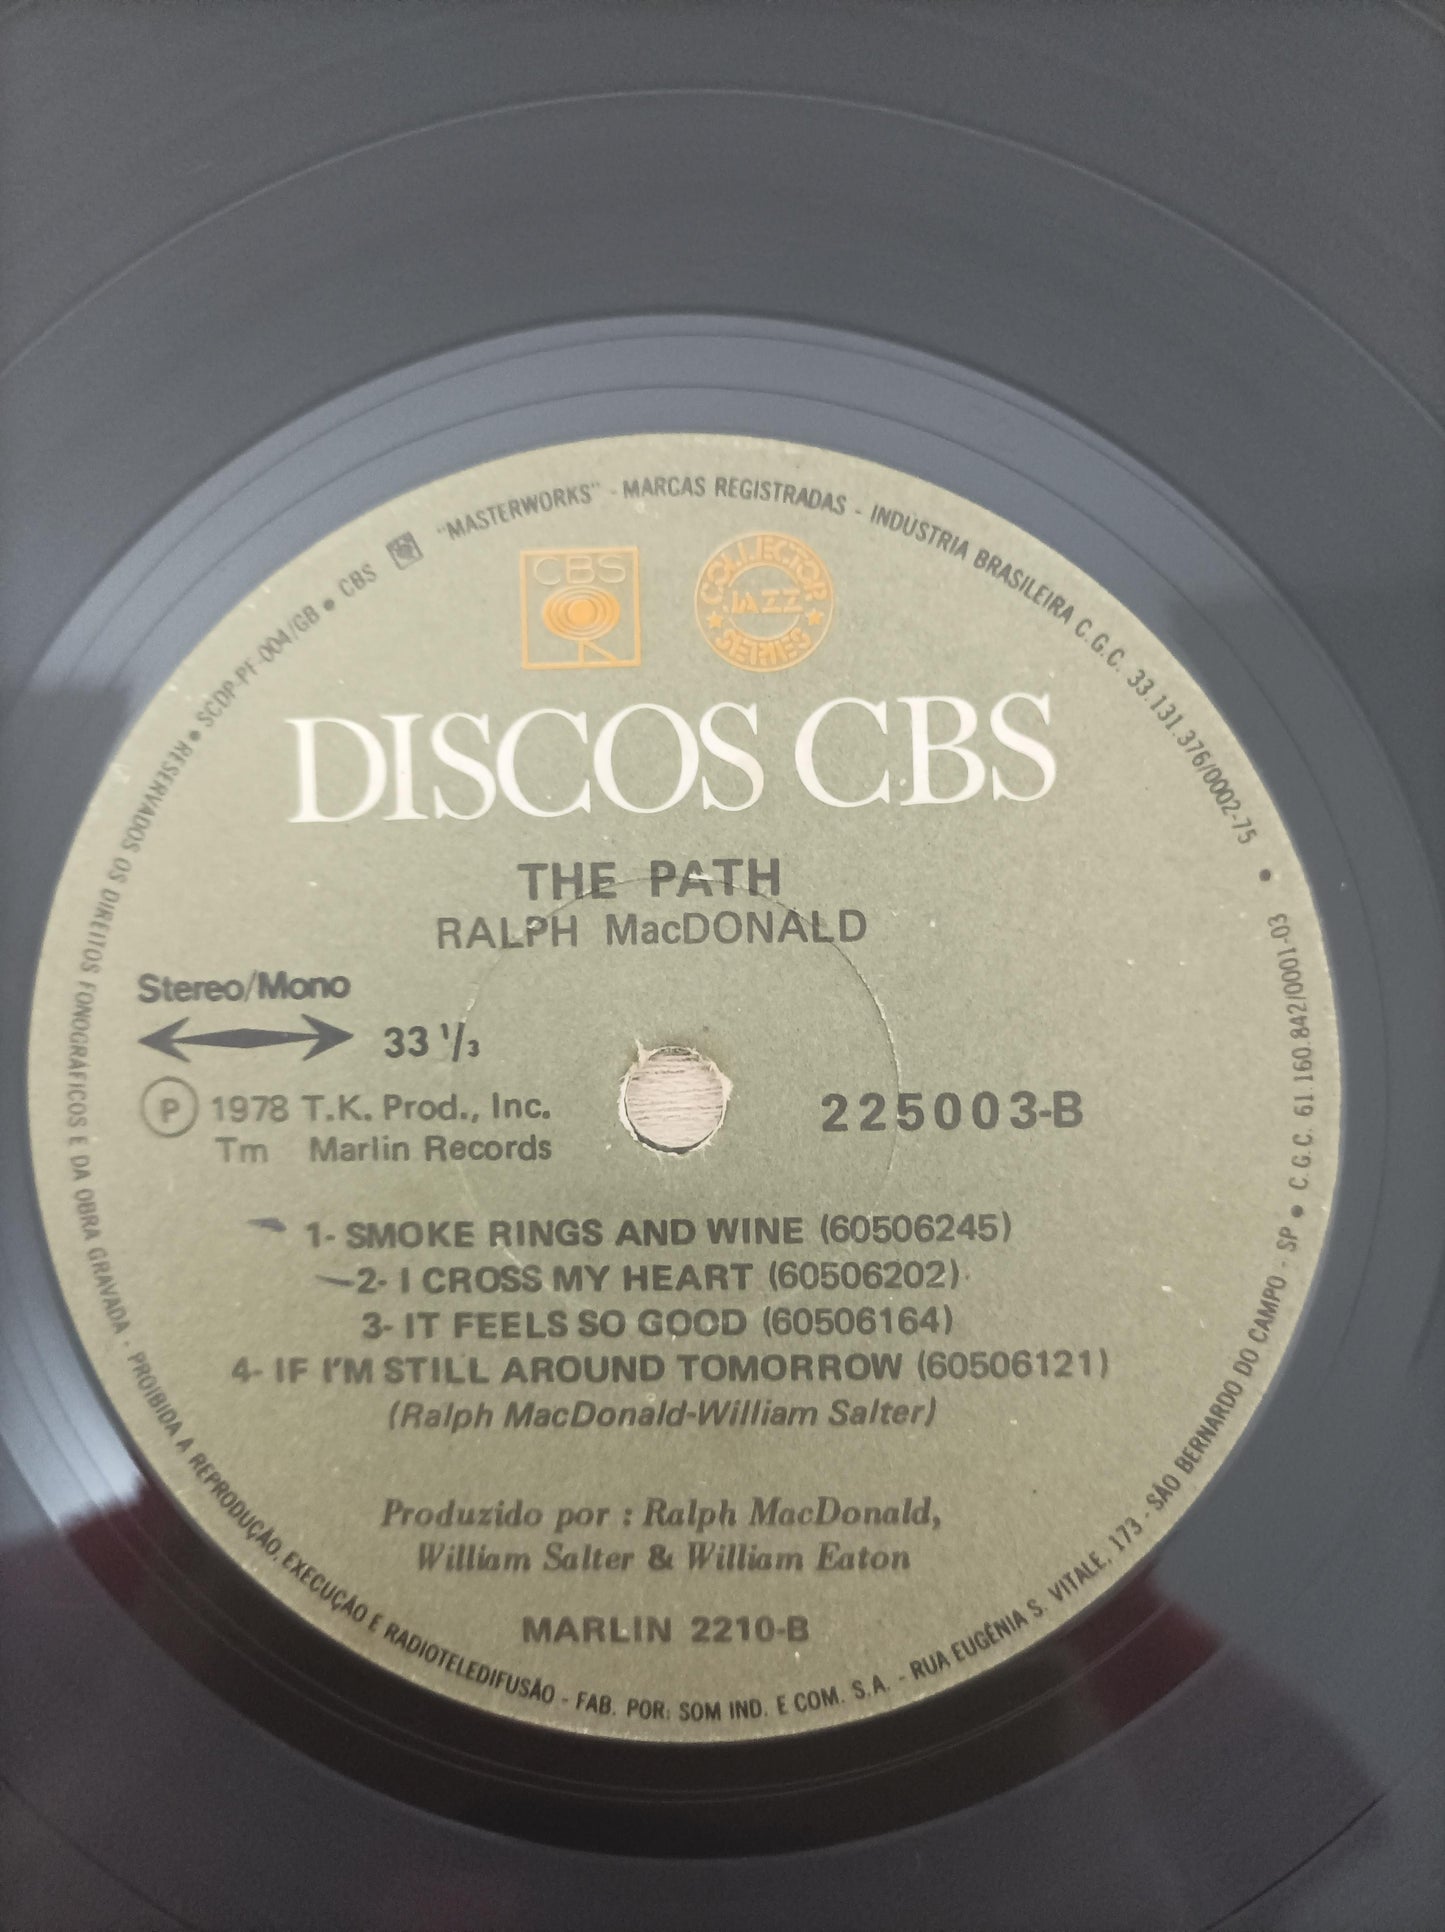 RESERVADOS OS DIREITOS FONOGRÁFICOS E DA OBRA GRAVADA - PROIBIDA A REPRODUÇÃO, EXECUÇÃO E RADIOTELEDIFUSÃO - FAB. POR: SOM IND. E COM. S.A. - RUA EUGÊNIA S. VITALE, 173 - SÃO BERNARDO DO CAMPO - SP • C.G.C. 61.160.842/0001-03 •
SCDP-PF-004/GB • CBS "MASTERWORKS" - MARCAS REGISTRADAS - INDÚSTRIA BRASILEIRA C.G.C. 33.131.376/0002-75 •
CBS
COLLECTOR JAZZ SERIES
DISCOS CBS
THE PATH
RALPH MacDONALD
Stereo/Mono
33 1/3
℗ 1978 T.K. Prod., Inc.
Tm Marlin Records
225003-B
1- SMOKE RINGS AND WINE (60506245)
2- I CROSS MY HEART (60506202)
3- IT FEELS SO GOOD (60506164)
4- IF I'M STILL AROUND TOMORROW (60506121)
(Ralph MacDonald-William Salter)
Produzido por : Ralph MacDonald,
William Salter & William Eaton
MARLIN 2210-B